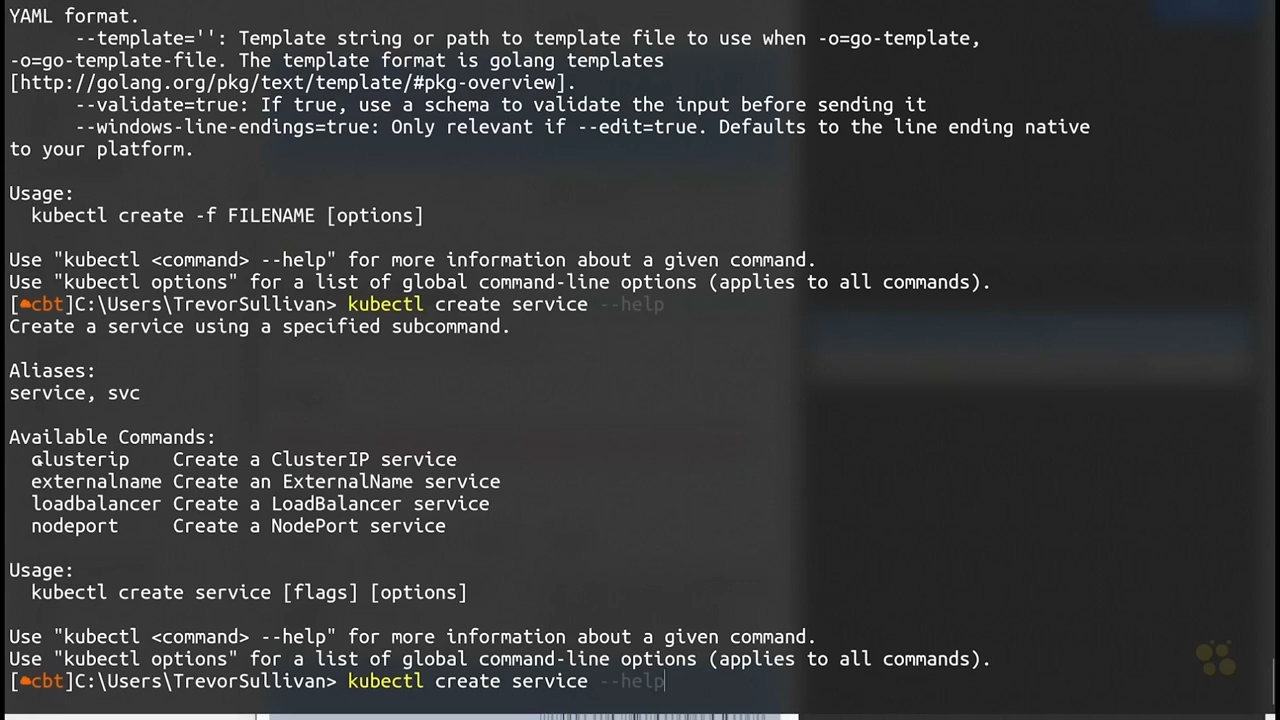 YAML format.
--template='': Template string or path to template file to use when -o=go-template,
-o=go-template-file. The template format is golang templates
[http://golang.org/pkg/text/template/#pkg-overview].
--validate=true: If true, use a schema to validate the input before sending it
--windows-line-endings=true: Only relevant if --edit=true. Defaults to the line ending native
to your platform.
Usage:
kubectl create -f FILENAME [options]
Use "kubectl <command> --help" for more information about a given command.
Use "kubectl options" for a list of global command-line options (applies to all commands).
[☁cbt]C:\Users\TrevorSullivan> kubectl create service --help
Create a service using a specified subcommand.
Aliases:
service, svc
Available Commands:
clusterip Create a ClusterIP service
externalname Create an ExternalName service
loadbalancer Create a LoadBalancer service
nodeport Create a NodePort service
Usage:
kubectl create service [flags] [options]
Use "kubectl <command> --help" for more information about a given command.
Use "kubectl options" for a list of global command-line options (applies to all commands).
[☁cbt]C:\Users\TrevorSullivan> kubectl create service --help